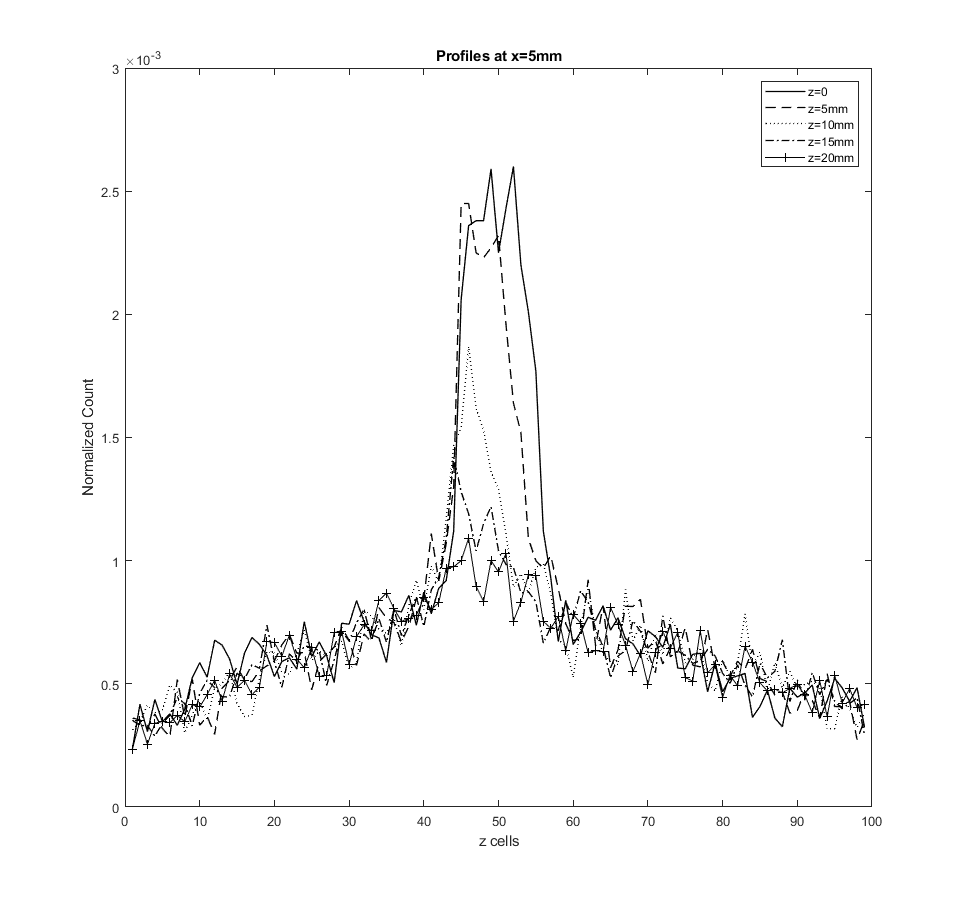 Profiles at x=5mm
×10-3
3
2.5
2
1.5
1
0.5
0
Normalized Count
0 10 20 30 40 50 60 70 80 90 100
z cells
z=0
z=5mm
z=10mm
z=15mm
z=20mm